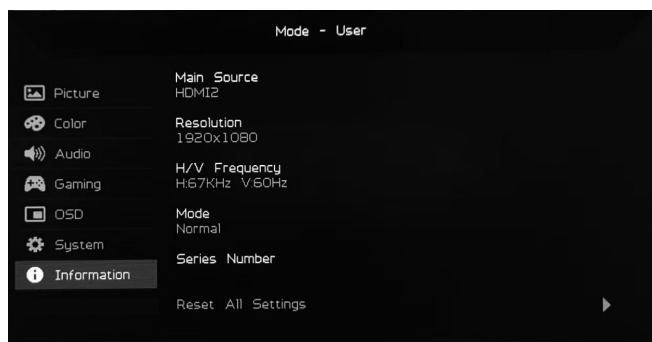 Mode - User
Picture
Color
Audio
Gaming
OSD
System
Information
Main Source
HDMI2
Resolution
1920x1080
H/V Frequency
H:67KHz V:60Hz
Mode
Normal
Series Number
Reset All Settings